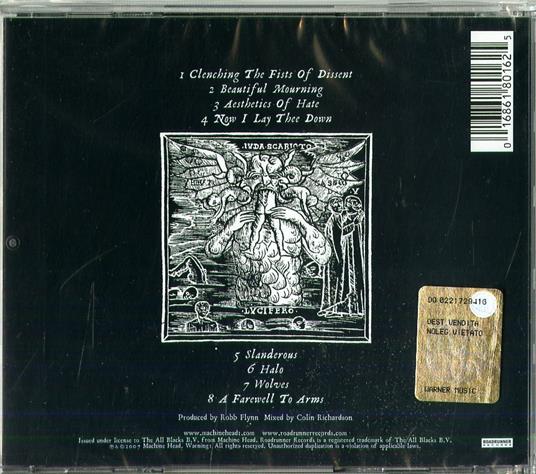 1 Clenching The Fists Of Dissent
2 Beautiful Mourning
3 Aesthetics Of Hate
4 Now I Lay Thee Down
0 16861 80162 5
.IVDA.SCARIOTO
.LVCIFERO.
DO 0221729416
DEST.VENDITA
NOLEG.VIETATO
WARNER MUSIC
5 Slanderous
6 Halo
7 Wolves
8 A Farewell To Arms
Produced by Robb Flynn Mixed by Colin Richardson
www.machinehead1.com www.roadrunnerrecords.com
Issued under license to The All Blacks B.V. From Machine Head. Roadrunner Records is a registered trademark of The All Blacks B.V.
℗ & © 2007 Machine Head, Warning: All rights reserved. Unauthorized duplication is a violation of applicable laws.
ROADRUNNER
RECORDS